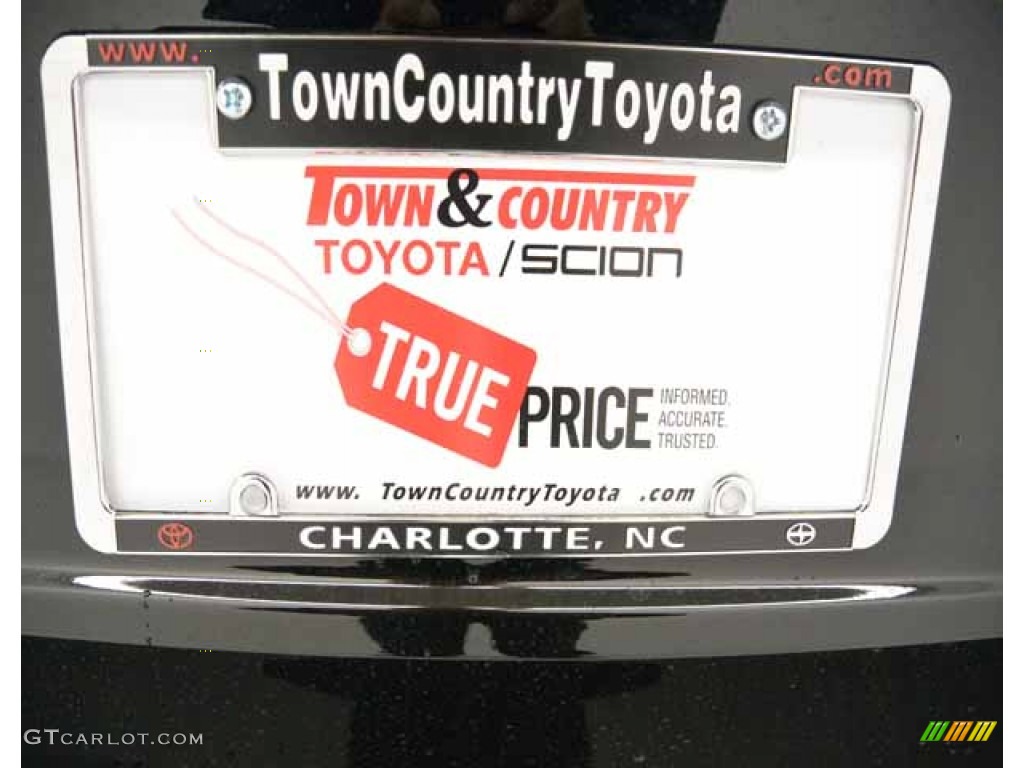 www. TownCountryToyota .com
TOWN & COUNTRY
TOYOTA / SCION
TRUE PRICE
INFORMED.
ACCURATE.
TRUSTED.
www. TownCountryToyota .com
CHARLOTTE, NC
GTCARLOT.COM